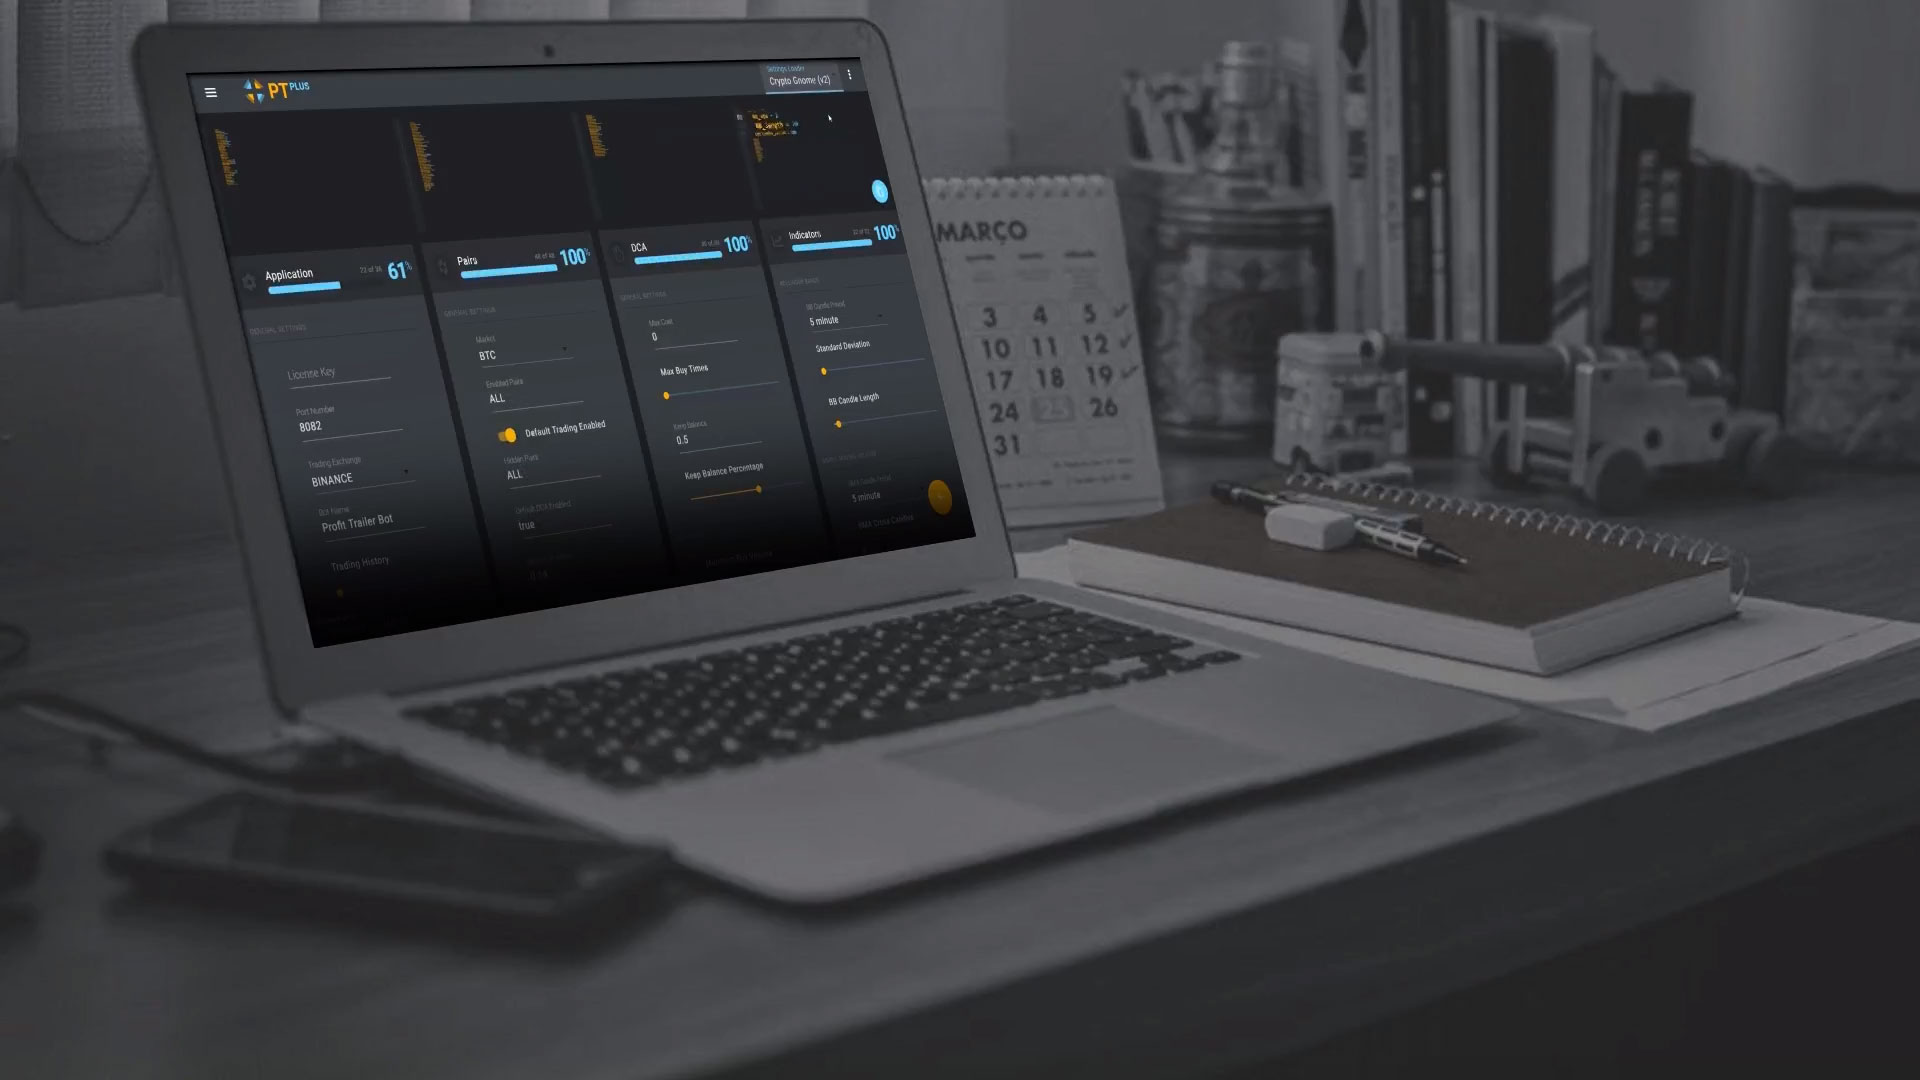 PT PLUS
Settings Loader
Crypto Gnome (v2)
Application
61%
Pairs
100%
DCA
100%
Indicators
100%
GENERAL SETTINGS
License Key
Port Number
8082
Trading Exchange
BINANCE
Bot Name
Profit Trailer Bot
Trading History
GENERAL SETTINGS
Market
BTC
Enabled Pairs
ALL
Default Trading Enabled
Hidden Pairs
ALL
Default DCA Enabled
true
GENERAL SETTINGS
Max Cost
0
Max Buy Times
Keep Balance
0.5
Keep Balance Percentage
BB Candle Period
5 minute
Standard Deviation
BB Candle Length
5 minute
MARÇO
3 4 5
10 11 12
17 18 19
24 25 26
31